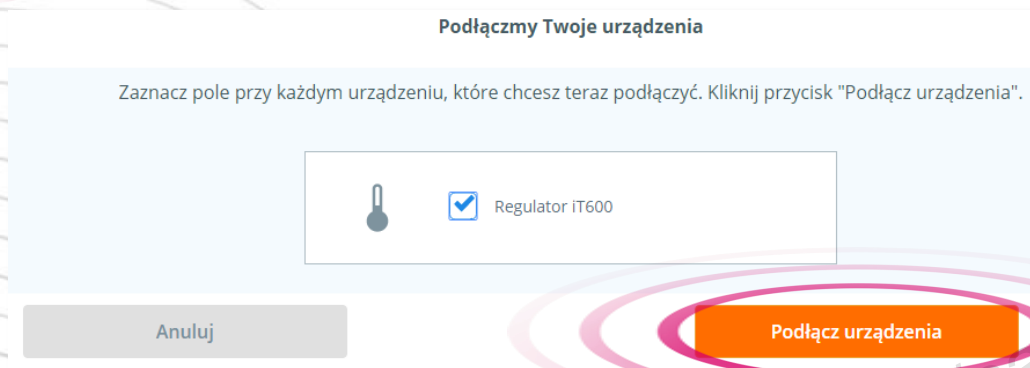 Podłączmy Twoje urządzenia
Zaznacz pole przy każdym urządzeniu, które chcesz teraz podłączyć. Kliknij przycisk "Podłącz urządzenia".
Regulator iT600
Anuluj
Podłącz urządzenia